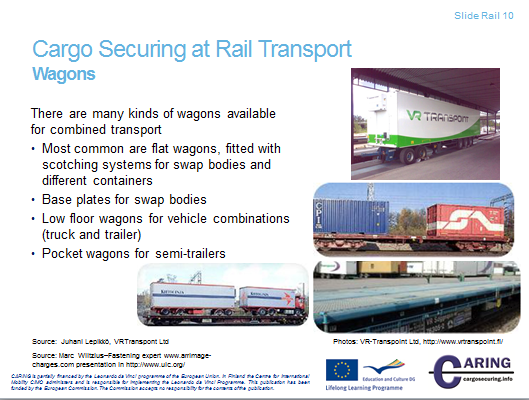 Slide Rail 10
Cargo Securing at Rail Transport
Wagons
There are many kinds of wagons available
for combined transport
• Most common are flat wagons, fitted with
scotching systems for swap bodies and
different containers
• Base plates for swap bodies
• Low floor wagons for vehicle combinations
(truck and trailer)
• Pocket wagons for semi-trailers
VR TRANSPOINT
CPI
Source: Juhani Lepikkö, VRTransport Ltd
Photos: VR-Transpoint Ltd, http://www.vrtranspoint.fi/
Source: Marc Wiltzius–Fastening expert www.arrimage-
charges.com presentation in http://www.uic.org/
CARING is partially financed by the Leonardo da Vinci programme of the European Union. In Finland the Centre for International
Mobility CIMO administers and is responsible for implementing the Leonardo da Vinci Programme. This publication has been
funded by the European Commission. The Commission accepts no responsibility for the contents of the publication.
Education and Culture DG
Lifelong Learning Programme
CARING
cargosecuring.info